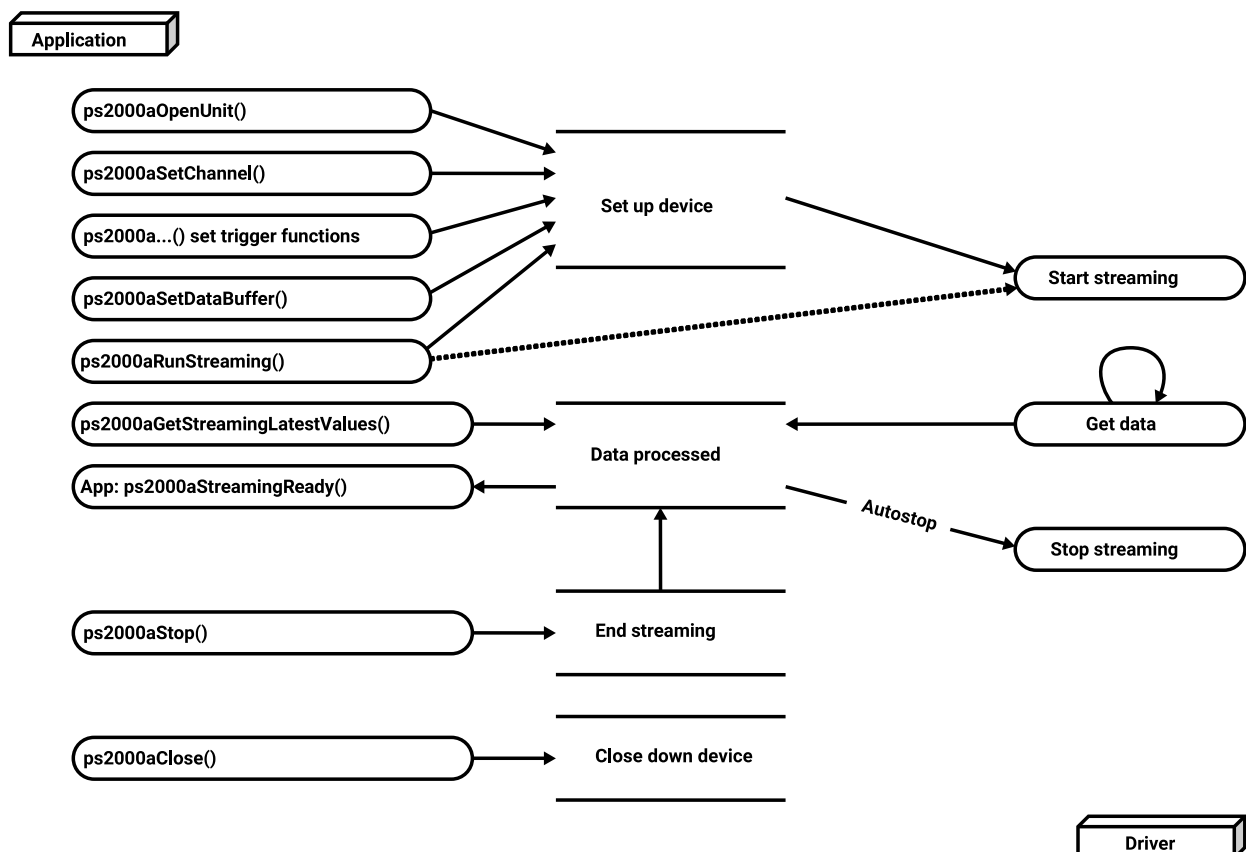 Application
ps2000aOpenUnit()
ps2000aSetChannel()
ps2000a...() set trigger functions
ps2000aSetDataBuffer()
ps2000aRunStreaming()
Set up device
Start streaming
ps2000aGetStreamingLatestValues()
App: ps2000aStreamingReady()
Data processed
Get data
Autostop
Stop streaming
ps2000aStop()
End streaming
ps2000aClose()
Close down device
Driver